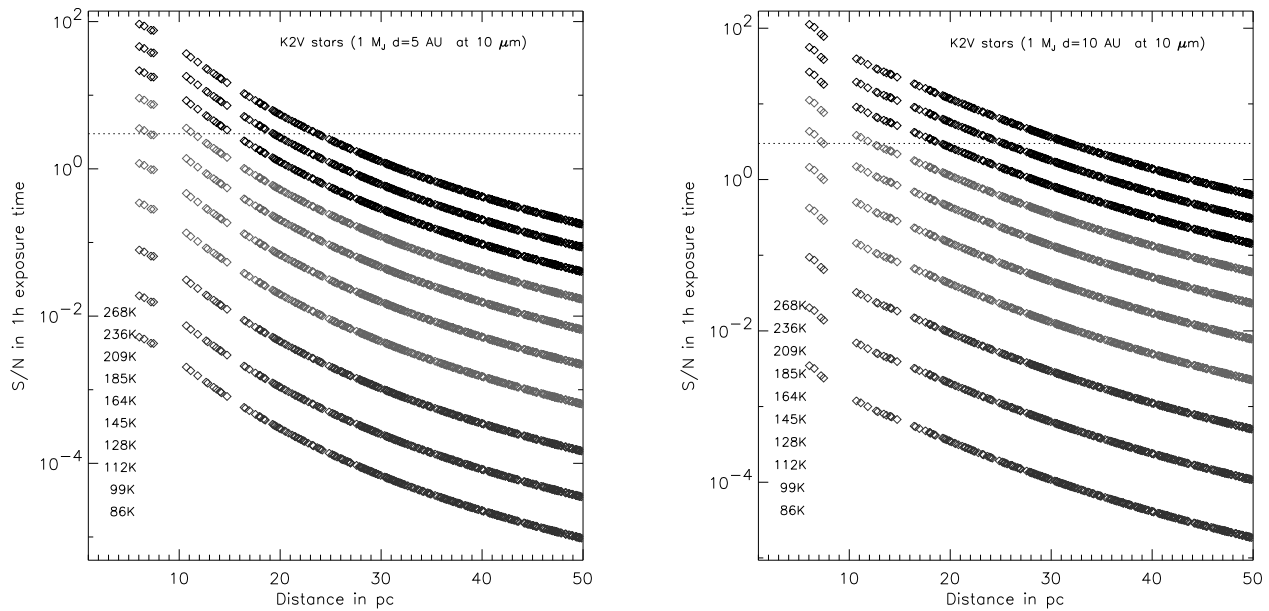 K2V stars (1 M_J d=5 AU at 10 μm)
S/N in 1h exposure time
10^2
10^0
10^-2
10^-4
268K
236K
209K
185K
164K
145K
128K
112K
99K
86K
10 20 30 40 50
Distance in pc
K2V stars (1 M_J d=10 AU at 10 μm)
S/N in 1h exposure time
10^2
10^0
10^-2
10^-4
268K
236K
209K
185K
164K
145K
128K
112K
99K
86K
10 20 30 40 50
Distance in pc